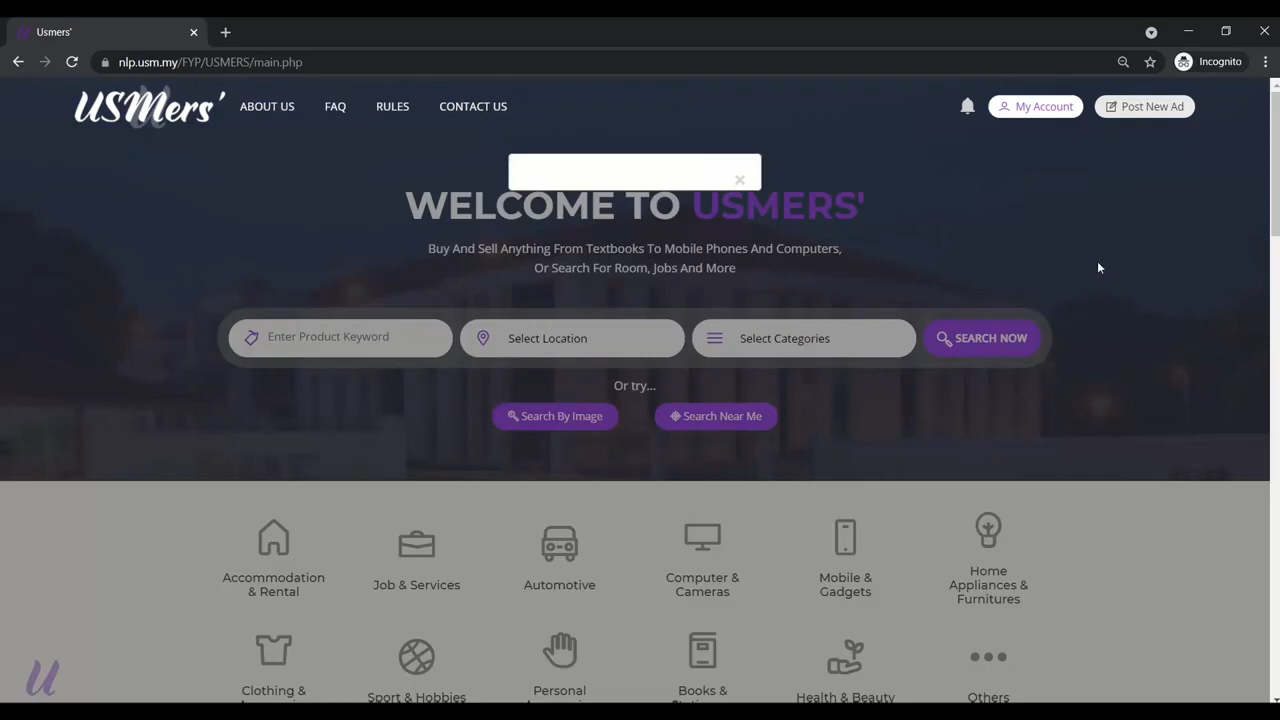 Usmers'
nlp.usm.my/FYP/USMERS/main.php
Incognito
USMers'
ABOUT US
FAQ
RULES
CONTACT US
My Account
Post New Ad
WELCOME TO USMERS'
Buy And Sell Anything From Textbooks To Mobile Phones And Computers,
Or Search For Room, Jobs And More
Enter Product Keyword
Select Location
Select Categories
SEARCH NOW
Or try...
Search By Image
Search Near Me
Accommodation
& Rental
Job & Services
Automotive
Computer &
Cameras
Mobile &
Gadgets
Home
Appliances &
Furnitures
Clothing &
Sport & Hobbies
Personal
Books &
Health & Beauty
Others
U